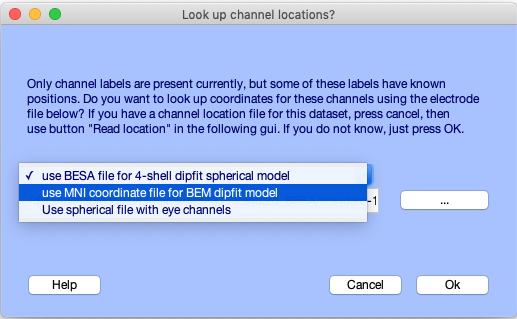 Look up channel locations?
Only channel labels are present currently, but some of these labels have known
positions. Do you want to look up coordinates for these channels using the electrode
file below? If you have a channel location file for this dataset, press cancel, then
use button "Read location" in the following gui. If you do not know, just press OK.
✓ use BESA file for 4-shell dipfit spherical model
use MNI coordinate file for BEM dipfit model
-1
...
Use spherical file with eye channels
Help
Cancel
Ok